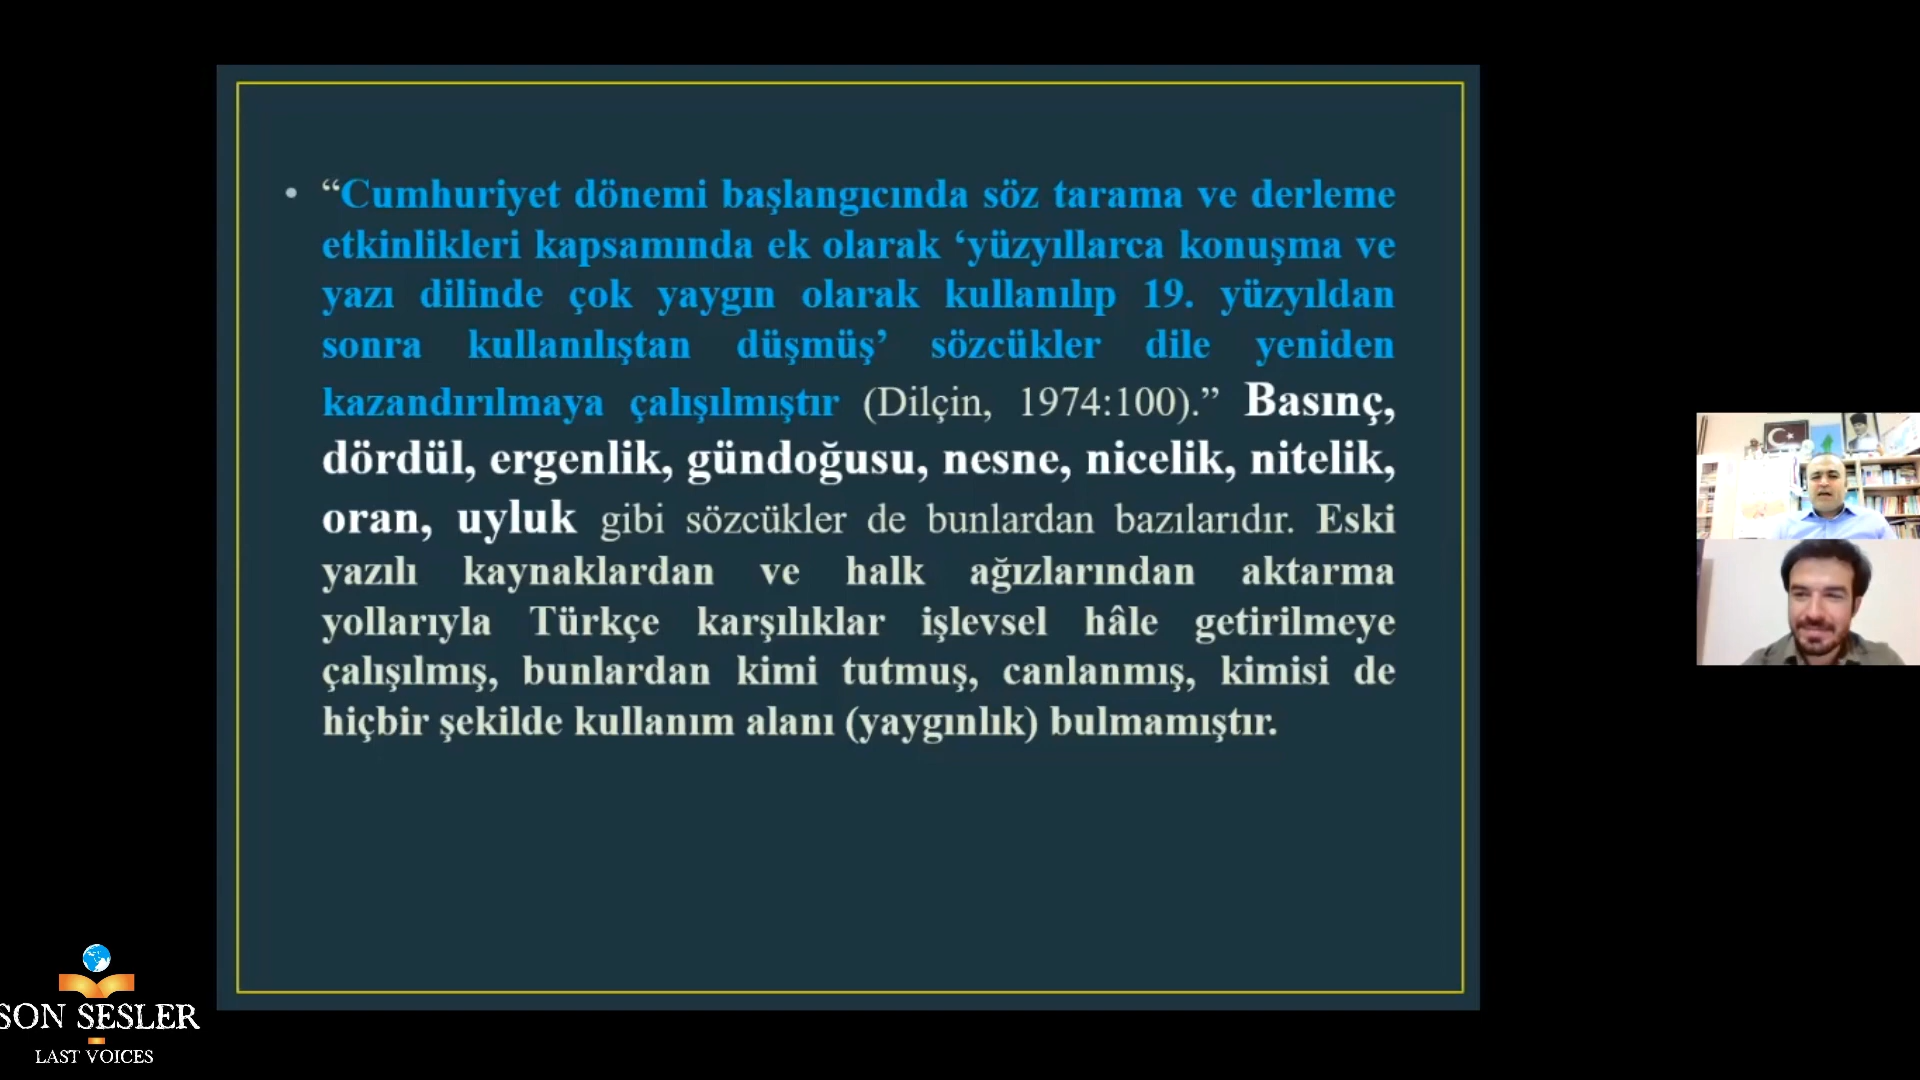 • “Cumhuriyet dönemi başlangıcında söz tarama ve derleme
etkinlikleri kapsamında ek olarak ‘yüzyıllarca konuşma ve
yazı dilinde çok yaygın olarak kullanılıp 19. yüzyıldan
sonra kullanılıştan düşmüş’ sözcükler dile yeniden
kazandırılmaya çalışılmıştır (Dilçin, 1974:100).” Basınç,
dördül, ergenlik, gündoğusu, nesne, nicelik, nitelik,
oran, uyluk gibi sözcükler de bunlardan bazılarıdır. Eski
yazılı kaynaklardan ve halk ağızlarından aktarma
yollarıyla Türkçe karşılıklar işlevsel hâle getirilmeye
çalışılmış, bunlardan kimi tutmuş, canlanmış, kimisi de
hiçbir şekilde kullanım alanı (yaygınlık) bulmamıştır.
SON SESLER
LAST VOICES